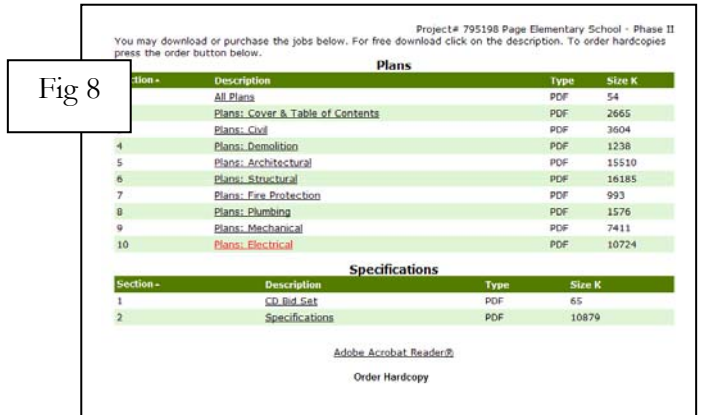 Project# 795198 Page Elementary School - Phase II
You may download or purchase the jobs below. For free download click on the description. To order hardcopies
press the order button below.
Plans
Fig 8
ction Description Type Size K
All Plans PDF 54
Plans: Cover & Table of Contents PDF 2665
Plans: Civil PDF 3604
4 Plans: Demolition PDF 1238
5 Plans: Architectural PDF 15510
6 Plans: Structural PDF 16185
7 Plans: Fire Protection PDF 993
8 Plans: Plumbing PDF 1576
9 Plans: Mechanical PDF 7411
10 Plans: Electrical PDF 10724
Specifications
Section Description Type Size K
1 CD Bid Set PDF 65
2 Specifications PDF 10879
Adobe Acrobat Reader®
Order Hardcopy